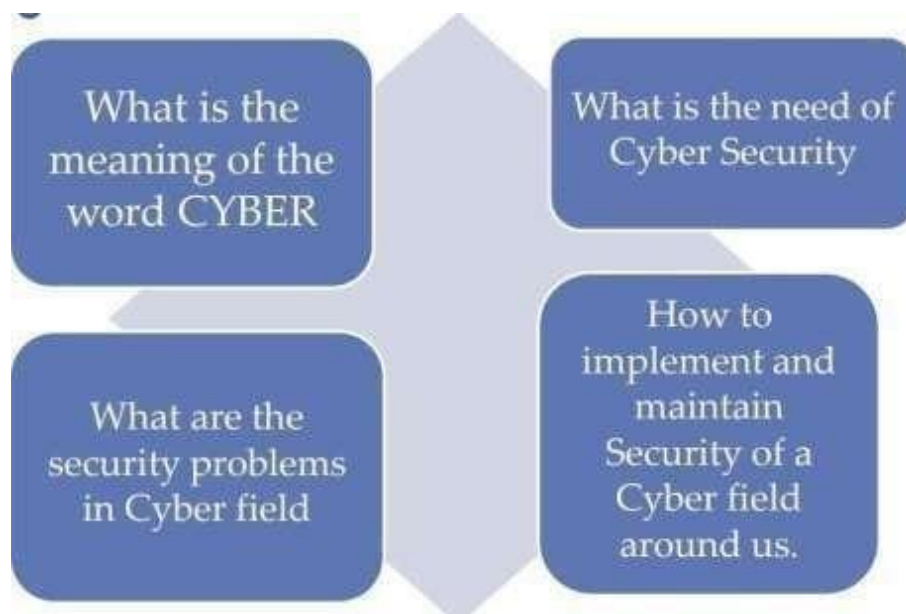 What is the
meaning of the
word CYBER
What is the need of
Cyber Security
What are the
security problems
in Cyber field
How to
implement and
maintain
Security of a
Cyber field
around us.